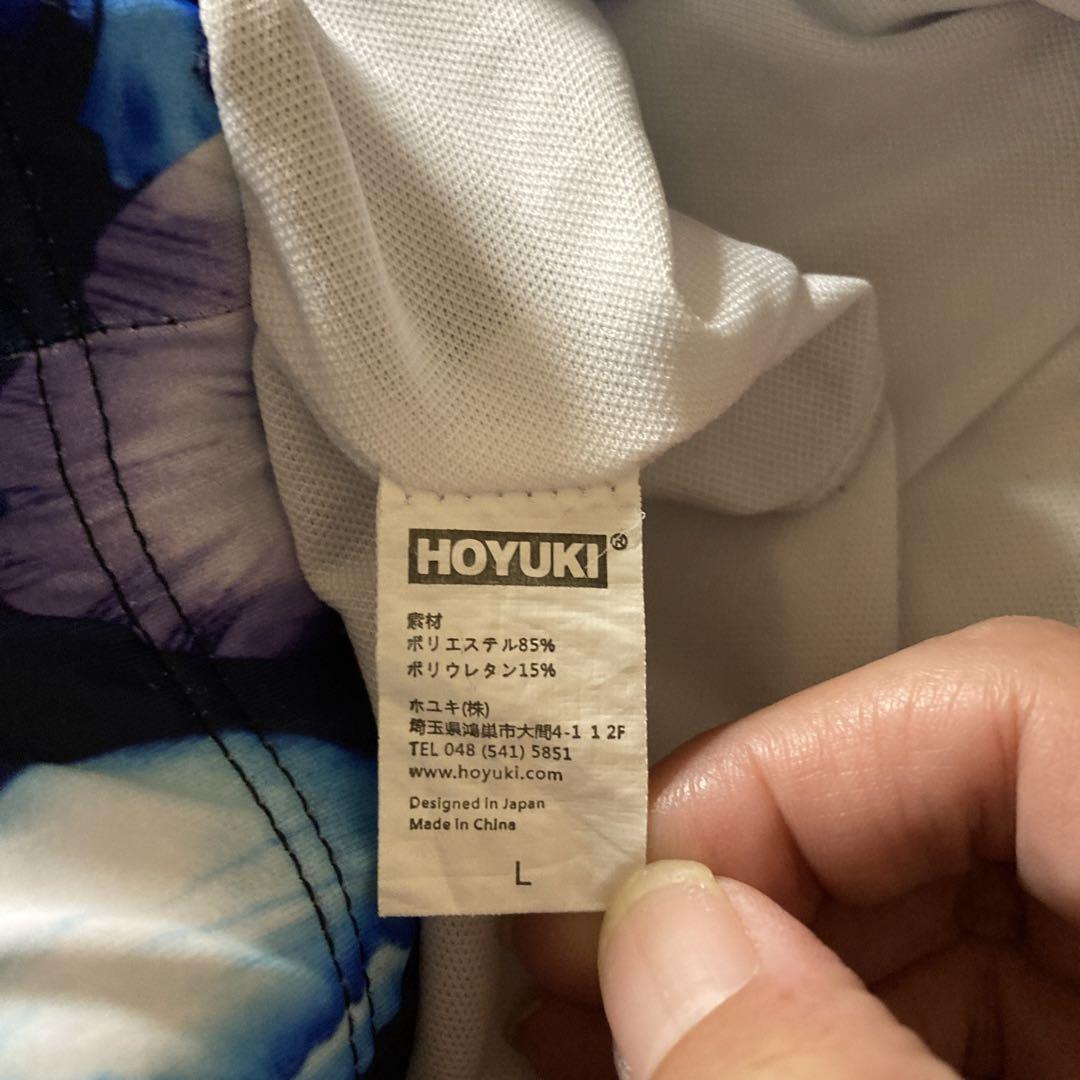 HOYUKI®
素材
ポリエステル85%
ポリウレタン15%
ホユキ(株)
埼玉県鴻巣市大間4-1 1 2F
TEL 048 (541) 5851
www.hoyuki.com
Designed in Japan
Made in China
L